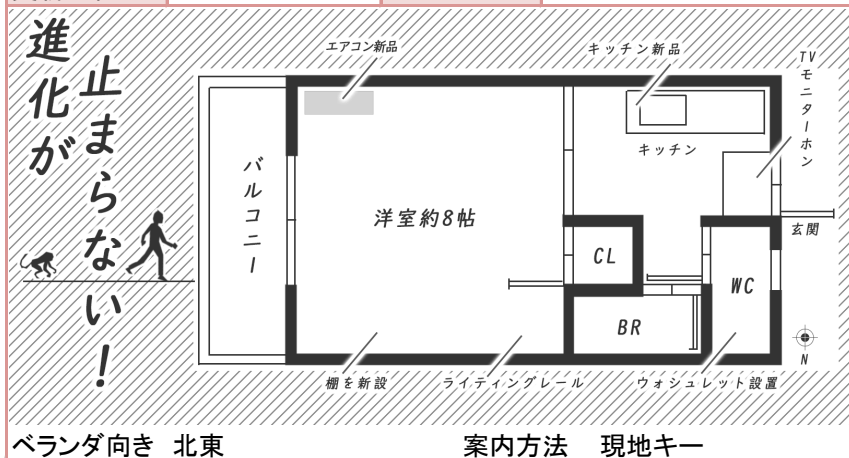 進化が
止まらない！
エアコン新品
キッチン新品
TVモニターホン
バルコニー
洋室約8帖
キッチン
玄関
CL
WC
BR
N
棚を新設
ライティングレール
ウォシュレット設置
ベランダ向き 北東
案内方法 現地キー